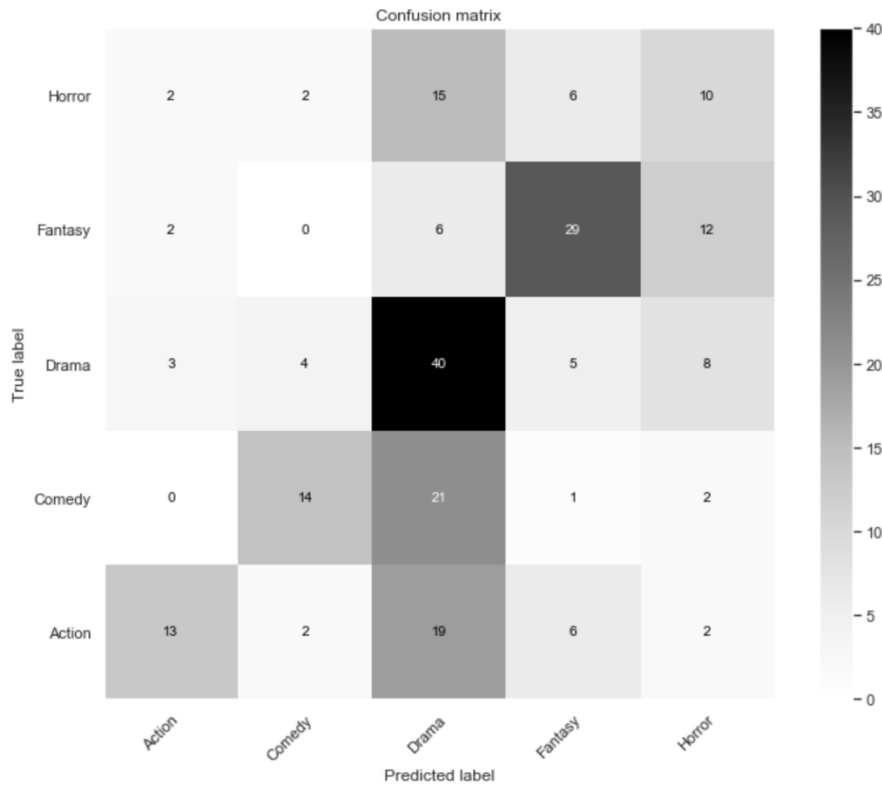 Confusion matrix
40
Horror 2 2 15 6 10
35
30
Fantasy 2 0 6 29 12
25
True label
Drama 3 4 40 5 8
20
15
Comedy 0 14 21 1 2
10
Action 13 2 19 6 2
5
0
Action Comedy Drama Fantasy Horror
Predicted label